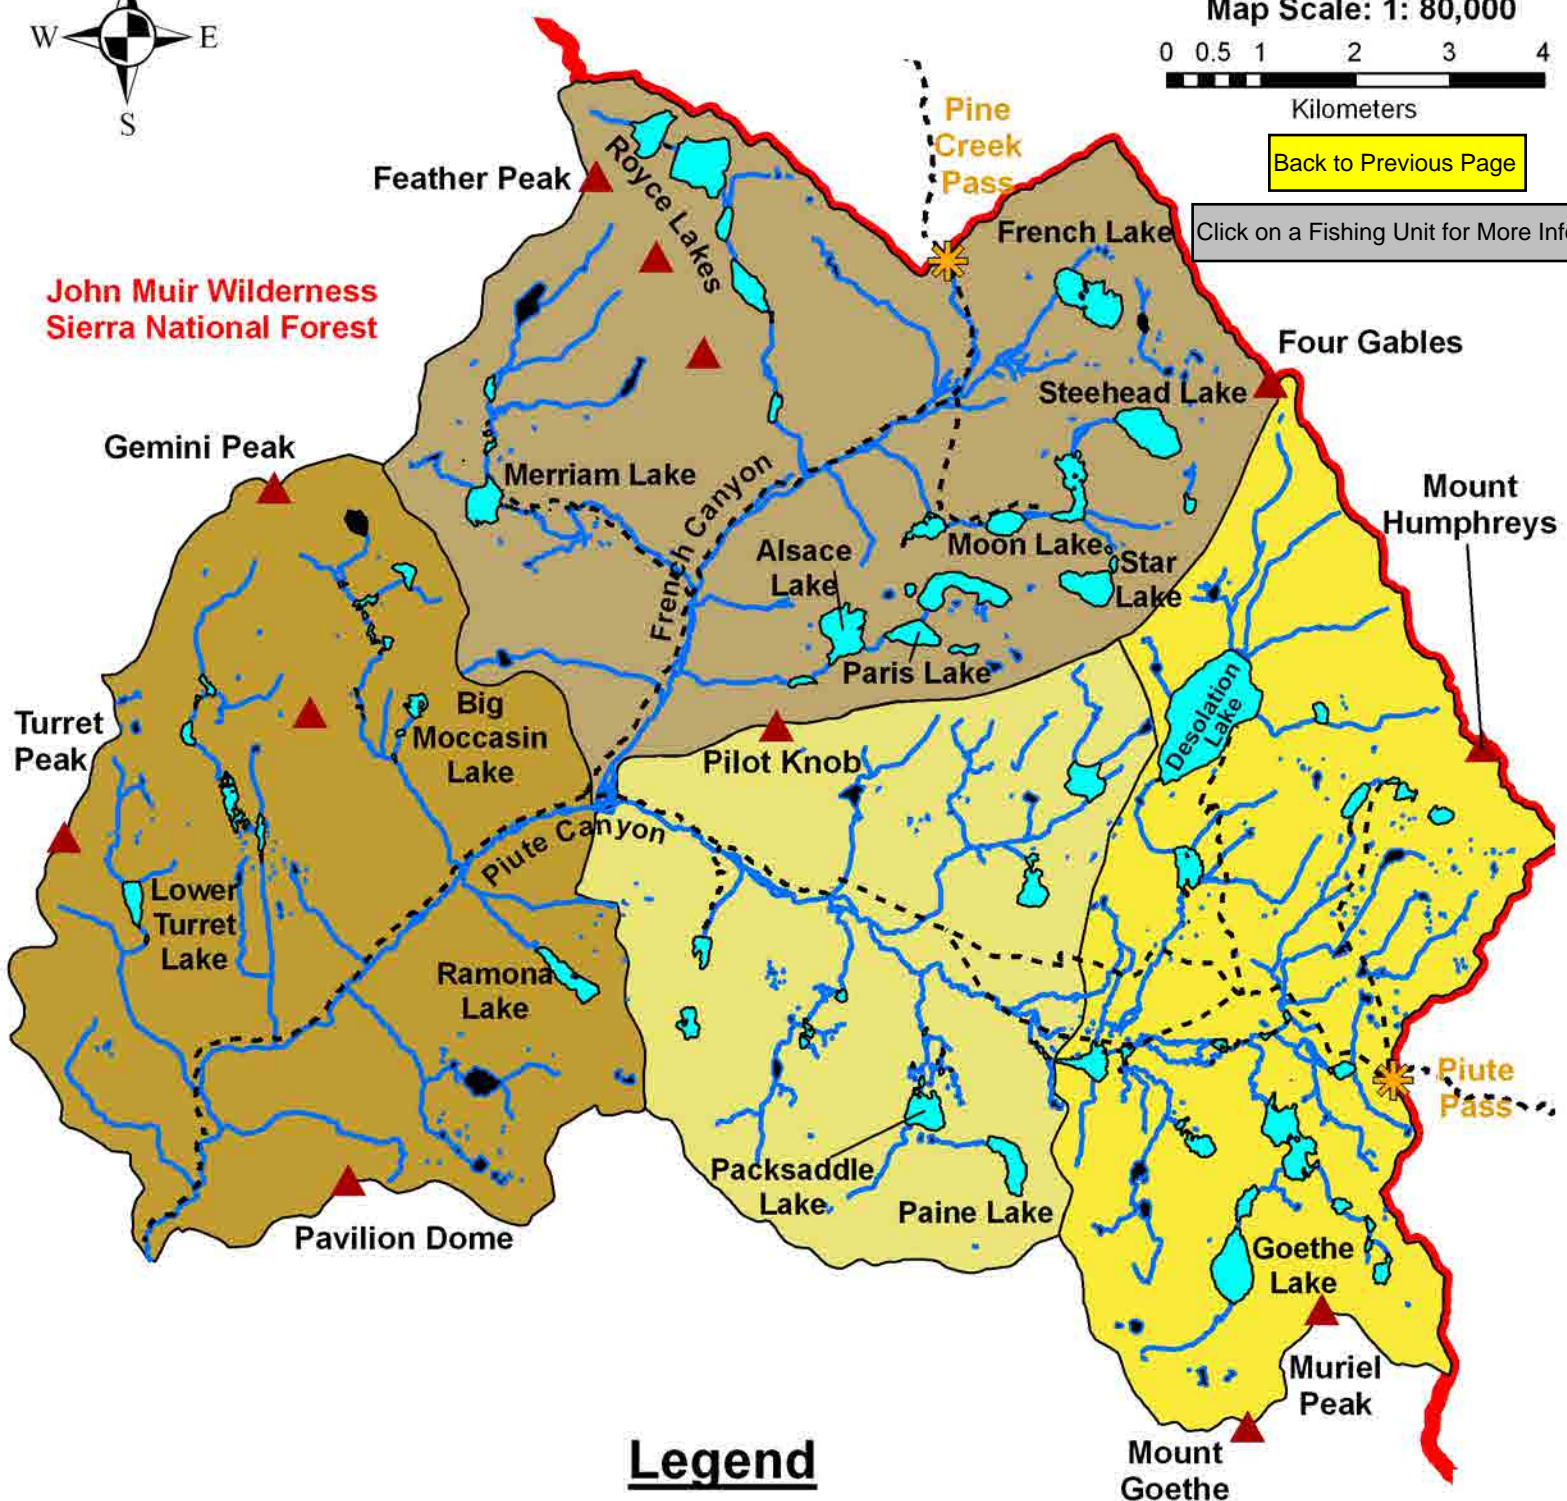 W
E
S
Map Scale: 1: 80,000
0 0.5 1 2 3 4
Kilometers
Back to Previous Page
Click on a Fishing Unit for More Inf
Pine
Creek
Pass
Feather Peak
Royce Lakes
French Lake
John Muir Wilderness
Sierra National Forest
Four Gables
Steehead Lake
Gemini Peak
Merriam Lake
French Canyon
Mount
Humphreys
Moon Lake
Alsace
Lake
Star
Lake
Paris Lake
Desolation
Lake
Big
Moccasin
Lake
Turret
Peak
Pilot Knob
Piute Canyon
Lower
Turret
Lake
Ramona
Lake
Piute
Pass
Packsaddle
Lake
Paine Lake
Pavilion Dome
Goethe
Lake
Muriel
Peak
Mount
Goethe
Legend